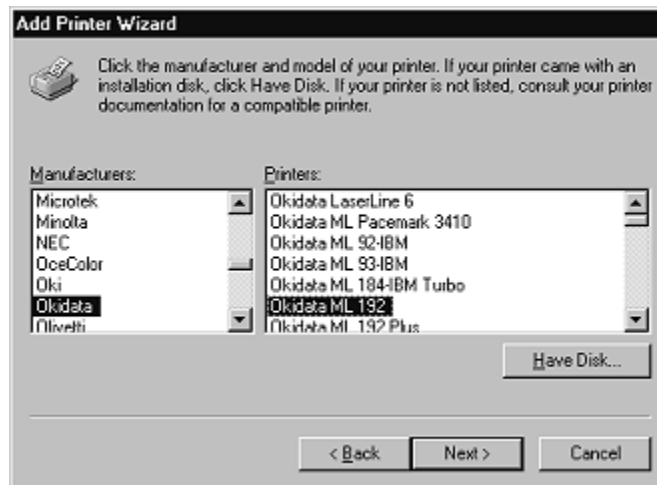 Add Printer Wizard
Click the manufacturer and model of your printer. If your printer came with an
installation disk, click Have Disk. If your printer is not listed, consult your printer
documentation for a compatible printer.
Manufacturers:
Microtek
Minolta
NEC
OceColor
Oki
Okidata
Olivetti
Printers:
Okidata LaserLine 6
Okidata ML Pacemark 3410
Okidata ML 92-IBM
Okidata ML 93-IBM
Okidata ML 184-IBM Turbo
Okidata ML 192
Okidata ML 192 Plus
Have Disk...
< Back
Next >
Cancel